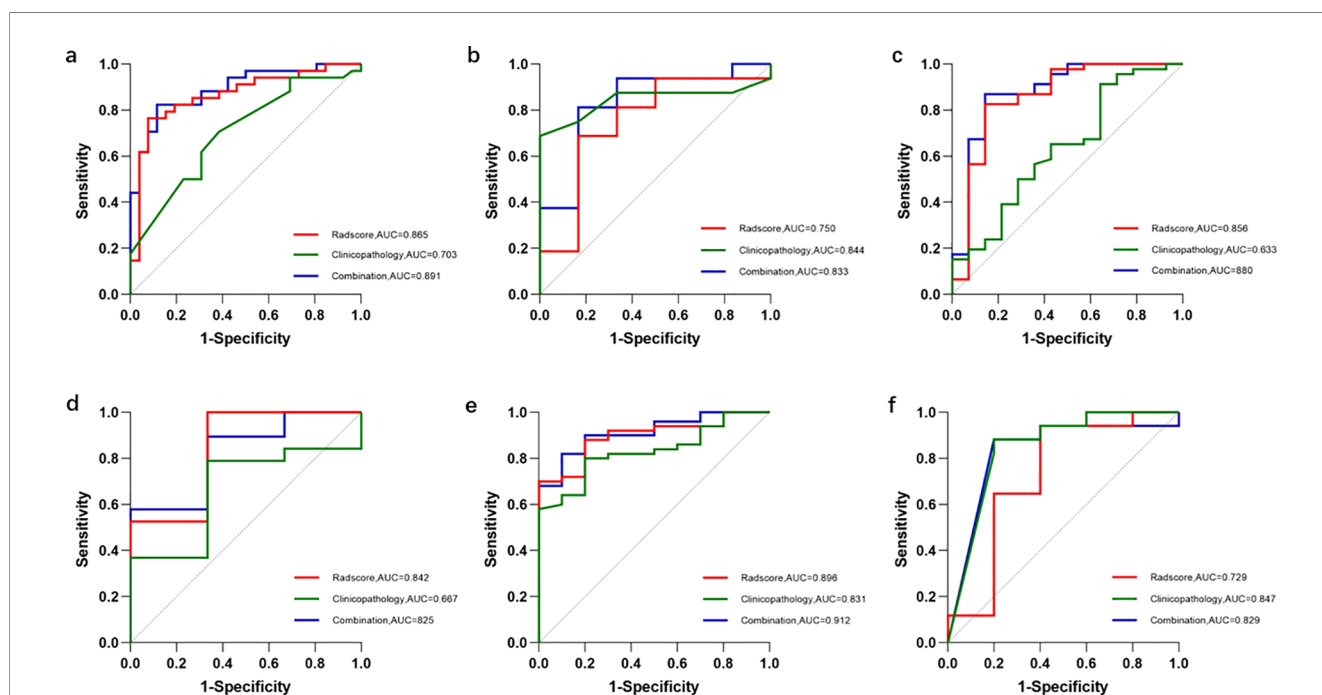 a
1.0
0.8
0.6
0.4
0.2
0.0
Sensitivity
0.0 0.2 0.4 0.6 0.8 1.0
1-Specificity
Radscore,AUC=0.865
Clinicopathology,AUC=0.703
Combination,AUC=0.891
b
1.0
0.8
0.6
0.4
0.2
0.0
Sensitivity
0.0 0.2 0.4 0.6 0.8 1.0
1-Specificity
Radscore,AUC=0.750
Clinicopathology,AUC=0.844
Combination,AUC=0.833
c
1.0
0.8
0.6
0.4
0.2
0.0
Sensitivity
0.0 0.2 0.4 0.6 0.8 1.0
1-Specificity
Radscore,AUC=0.856
Clinicopathology,AUC=0.633
Combination,AUC=880
d
1.0
0.8
0.6
0.4
0.2
0.0
Sensitivity
0.0 0.2 0.4 0.6 0.8 1.0
1-Specificity
Radscore,AUC=0.842
Clinicopathology,AUC=0.667
Combination,AUC=825
e
1.0
0.8
0.6
0.4
0.2
0.0
Sensitivity
0.0 0.2 0.4 0.6 0.8 1.0
1-Specificity
Radscore,AUC=0.896
Clinicopathology,AUC=0.831
Combination,AUC=0.912
f
1.0
0.8
0.6
0.4
0.2
0.0
Sensitivity
0.0 0.2 0.4 0.6 0.8 1.0
1-Specificity
Radscore,AUC=0.729
Clinicopathology,AUC=0.847
Combination,AUC=0.829